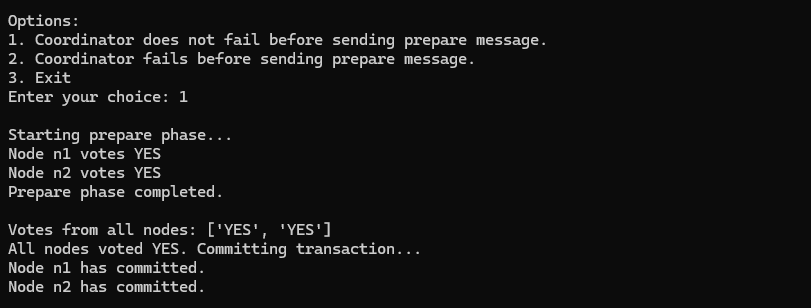 Options:
1. Coordinator does not fail before sending prepare message.
2. Coordinator fails before sending prepare message.
3. Exit
Enter your choice: 1
Starting prepare phase...
Node n1 votes YES
Node n2 votes YES
Prepare phase completed.
Votes from all nodes: ['YES', 'YES']
All nodes voted YES. Committing transaction...
Node n1 has committed.
Node n2 has committed.